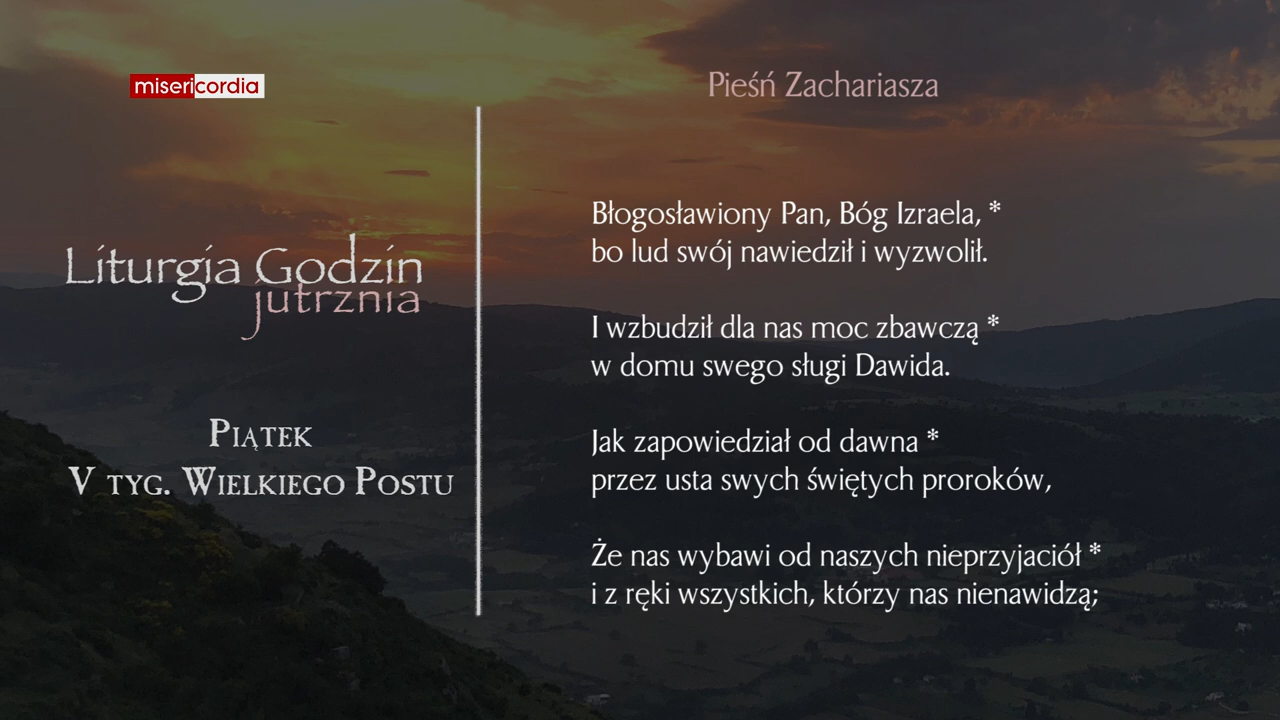 misericordia
Liturgia Godzin
jutrznia
Piątek
V tyg. Wielkiego Postu
Pieśń Zachariasza
Błogosławiony Pan, Bóg Izraela, *
bo lud swój nawiedził i wyzwolił.
I wzbudził dla nas moc zbawczą *
w domu swego sługi Dawida.
Jak zapowiedział od dawna *
przez usta swych świętych proroków,
Że nas wybawi od naszych nieprzyjaciół *
i z ręki wszystkich, którzy nas nienawidzą;